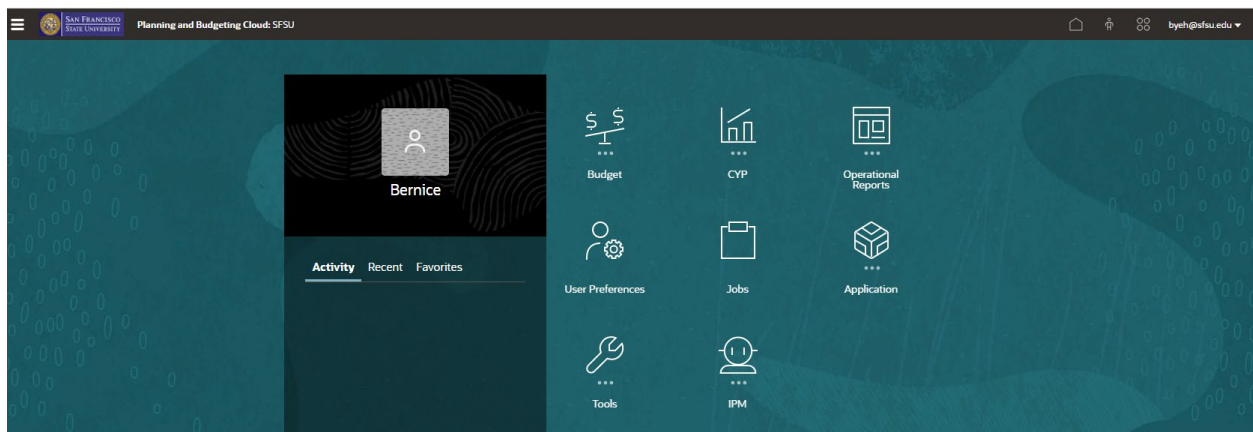 SAN FRANCISCO
STATE UNIVERSITY
Planning and Budgeting Cloud: SFSU
byeh@sfsu.edu
Bernice
Activity Recent Favorites
Budget
CYP
Operational
Reports
User Preferences
Jobs
Application
Tools
IPM